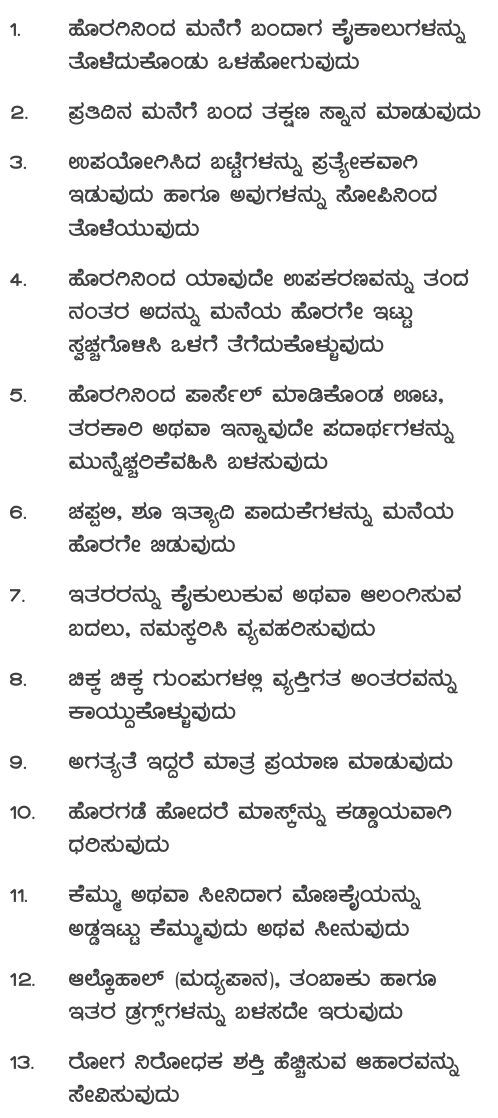 1. ಹೊರಗಿನಿಂದ ಮನೆಗೆ ಬಂದಾಗ ಕೈಕಾಲುಗಳನ್ನು
ತೊಳೆದುಕೊಂಡು ಒಳಹೋಗುವುದು
2. ಪ್ರತಿದಿನ ಮನೆಗೆ ಬಂದ ತಕ್ಷಣ ಸ್ನಾನ ಮಾಡುವುದು
3. ಉಪಯೋಗಿಸಿದ ಬಟ್ಟೆಗಳನ್ನು ಪ್ರತ್ಯೇಕವಾಗಿ
ಇಡುವುದು ಹಾಗೂ ಅವುಗಳನ್ನು ಸೋಪಿನಿಂದ
ತೊಳೆಯುವುದು
4. ಹೊರಗಿನಿಂದ ಯಾವುದೇ ಉಪಕರಣವನ್ನು ತಂದ
ನಂತರ ಅದನ್ನು ಮನೆಯ ಹೊರಗೇ ಇಟ್ಟು
ಸ್ವಚ್ಚಗೊಳಿಸಿ ಒಳಗೆ ತೆಗೆದುಕೊಳ್ಳುವುದು
5. ಹೊರಗಿನಿಂದ ಪಾರ್ಸೆಲ್ ಮಾಡಿಕೊಂಡ ಊಟ,
ತರಕಾರಿ ಅಥವಾ ಇನ್ನಾವುದೇ ಪದಾರ್ಥಗಳನ್ನು
ಮುನ್ನೆಚ್ಚರಿಕೆವಹಿಸಿ ಬಳಸುವುದು
6. ಚಪ್ಪಲಿ, ಶೂ ಇತ್ಯಾದಿ ಪಾದುಕೆಗಳನ್ನು ಮನೆಯ
ಹೊರಗೇ ಬಿಡುವುದು
7. ಇತರರನ್ನು ಕೈಕುಲುಕುವ ಅಥವಾ ಆಲಂಗಿಸುವ
ಬದಲು, ನಮಸ್ಕರಿಸಿ ವ್ಯವಹರಿಸುವುದು
8. ಚಿಕ್ಕ ಚಿಕ್ಕ ಗುಂಪುಗಳಲ್ಲಿ ವ್ಯಕ್ತಿಗತ ಅಂತರವನ್ನು
ಕಾಯ್ದುಕೊಳ್ಳುವುದು
9. ಅಗತ್ಯತೆ ಇದ್ದರೆ ಮಾತ್ರ ಪ್ರಯಾಣ ಮಾಡುವುದು
10. ಹೊರಗಡೆ ಹೋದರೆ ಮಾಸ್ಕ್‌ನ್ನು ಕಡ್ಡಾಯವಾಗಿ
ಧರಿಸುವುದು
11. ಕೆಮ್ಮು ಅಥವಾ ಸೀನಿದಾಗ ಮೊಣಕೈಯನ್ನು
ಅಡ್ಡಇಟ್ಟು ಕೆಮ್ಮುವುದು ಅಥವ ಸೀನುವುದು
12. ಆಲ್ಕೊಹಾಲ್ (ಮದ್ಯಪಾನ), ತಂಬಾಕು ಹಾಗೂ
ಇತರ ಡ್ರಗ್ಸ್‌ಗಳನ್ನು ಬಳಸದೇ ಇರುವುದು
13. ರೋಗ ನಿರೋಧಕ ಶಕ್ತಿ ಹೆಚ್ಚಿಸುವ ಆಹಾರವನ್ನು
ಸೇವಿಸುವುದು